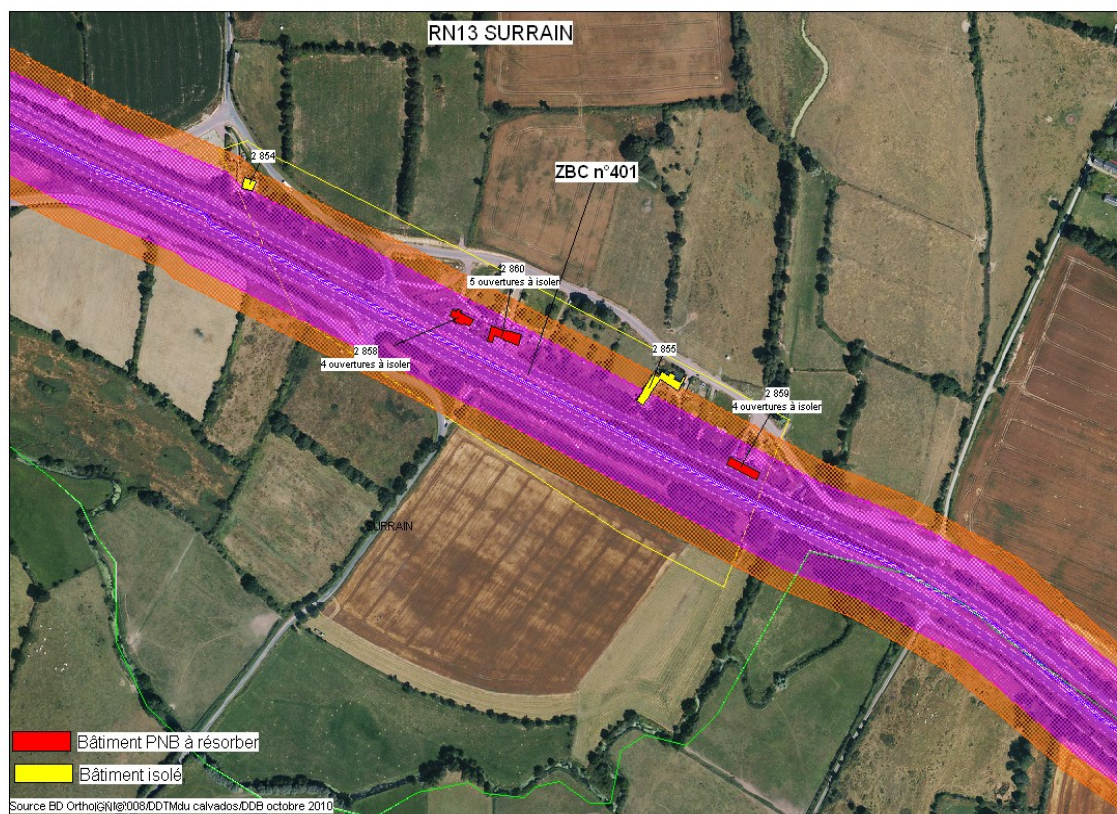 RN13 SURRAIN
2 854
ZBC n°401
2 860
5 ouvertures à isoler
2 858
4 ouvertures à isoler
2 855
2 859
4 ouvertures à isoler
SURRAIN
Bâtiment PNB à résorber
Bâtiment isolé
Source BD Ortho 008/DDTMdu calvados/DDB octobre 2010